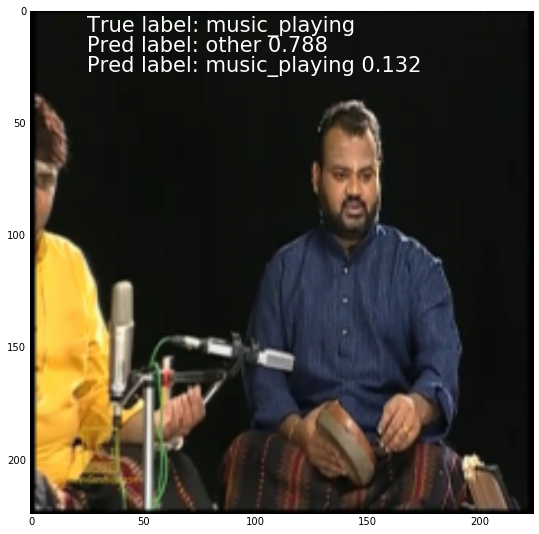 True label: music_playing
Pred label: other 0.788
Pred label: music_playing 0.132
0
50
100
150
200
0 50 100 150 200